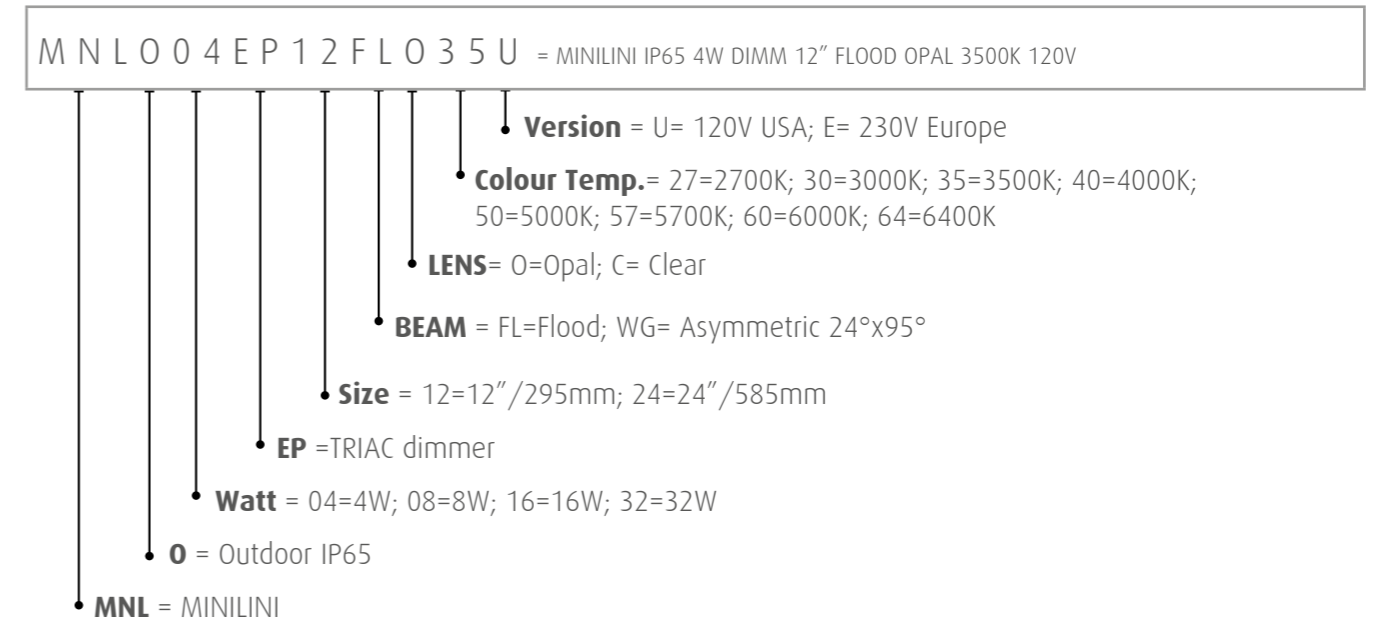 MNLO04EP12FLO35U = MINILINI IP65 4W DIMM 12" FLOOD OPAL 3500K 120V
Version = U= 120V USA; E= 230V Europe
Colour Temp.= 27=2700K; 30=3000K; 35=3500K; 40=4000K;
50=5000K; 57=5700K; 60=6000K; 64=6400K
LENS= O=Opal; C= Clear
BEAM = FL=Flood; WG= Asymmetric 24°x95°
Size = 12=12"/295mm; 24=24"/585mm
EP =TRIAC dimmer
Watt = 04=4W; 08=8W; 16=16W; 32=32W
O = Outdoor IP65
MNL = MINILINI